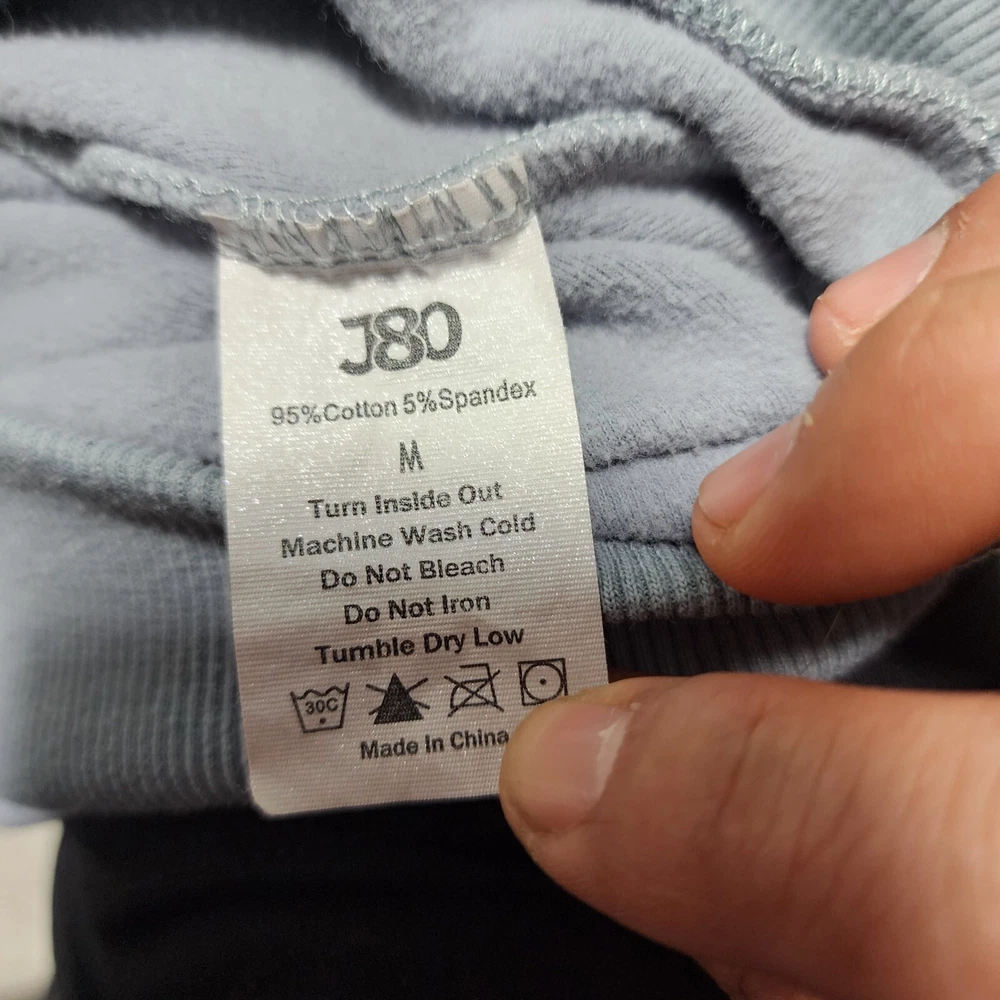 J80
95%Cotton 5%Spandex
M
Turn Inside Out
Machine Wash Cold
Do Not Bleach
Do Not Iron
Tumble Dry Low
30C
Made In China